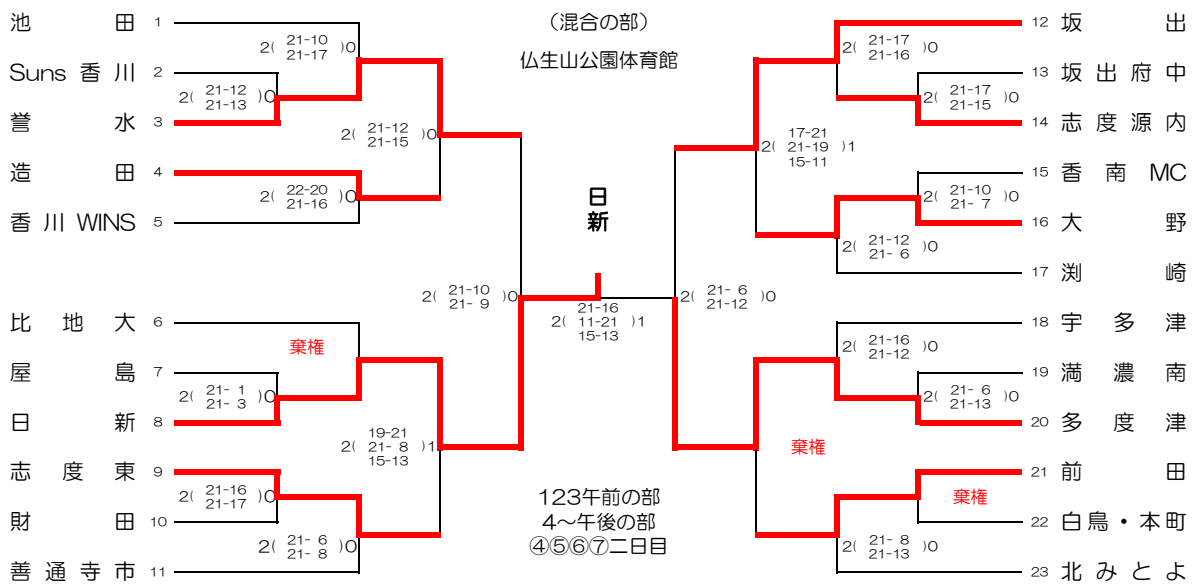 (混合の部)
仏生山公園体育館
池田 1
2( 21-10 21-17 )0
Suns 香川 2
2( 21-12 21-13 )0
誉水 3
2( 21-12 21-15 )0
造田 4
2( 22-20 21-16 )0
香川 WINS 5
2( 21-10 21- 9 )0
比地大 6
棄権
屋島 7
2( 21- 1 21- 3 )0
日新 8
2( 19-21 21- 8 15-13 )1
志度東 9
2( 21-16 21-17 )0
財田 10
2( 21- 6 21- 8 )0
善通寺市 11
日新
2( 21-16 11-21 15-13 )1
12 坂出
2( 21-17 21-16 )0
13 坂出府中
2( 21-17 21-15 )0
14 志度源内
2( 17-21 21-19 15-11 )1
15 香南 MC
2( 21-10 21- 7 )0
16 大野
2( 21-12 21- 6 )0
17 渕崎
2( 21- 6 21-12 )0
18 宇多津
2( 21-16 21-12 )0
19 満濃南
2( 21- 6 21-13 )0
20 多度津
棄権
21 前田
棄権
22 白鳥・本町
2( 21- 8 21-13 )0
23 北みとよ
123午前の部
4~午後の部
④⑤⑥⑦二日目